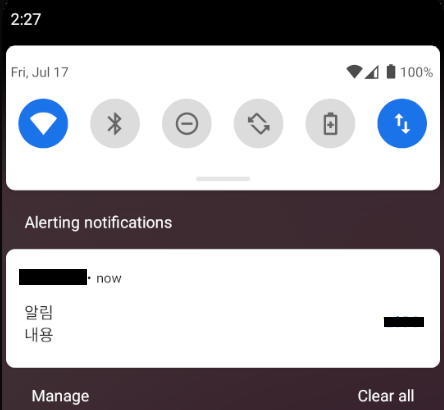 2:27
Fri, Jul 17 100%
Alerting notifications
• now
알림
내용
Manage Clear all